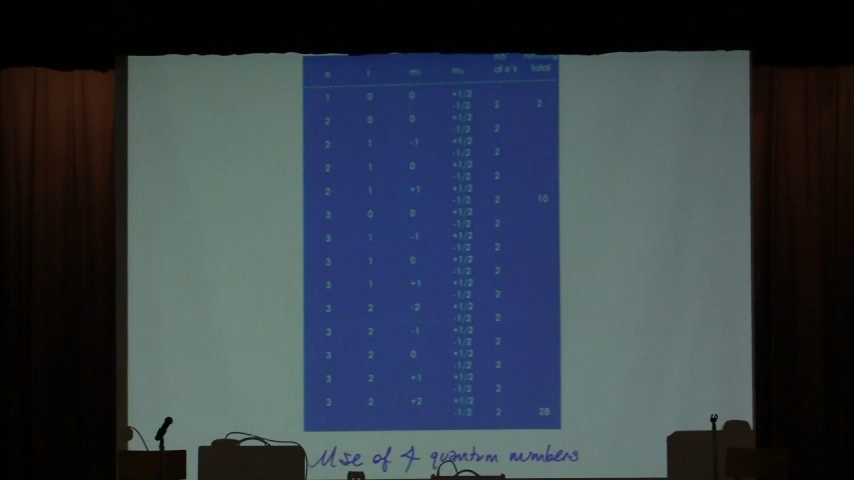 no
n l m mₛ of e's total
1 0 0 +1/2
-1/2 2 2
2 0 0 +1/2
-1/2 2
2 1 -1 +1/2
-1/2 2
2 1 0 +1/2
-1/2 2
2 1 +1 +1/2
-1/2 2 10
3 0 0 +1/2
-1/2 2
3 1 -1 +1/2
-1/2 2
3 1 0 +1/2
-1/2 2
3 1 +1 +1/2
-1/2 2
3 2 -2 +1/2
-1/2 2
3 2 -1 +1/2
-1/2 2
3 2 0 +1/2
-1/2 2
3 2 +1 +1/2
-1/2 2
3 2 +2 +1/2
-1/2 2 28
Use of 4 quantum numbers